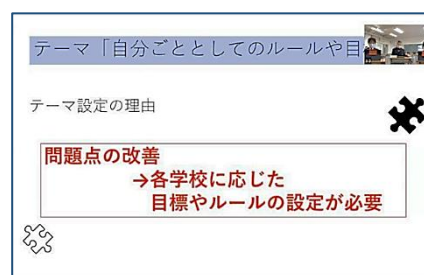 テーマ「自分ごととしてのルールや目
テーマ設定の理由
問題点の改善
→各学校に応じた
目標やルールの設定が必要